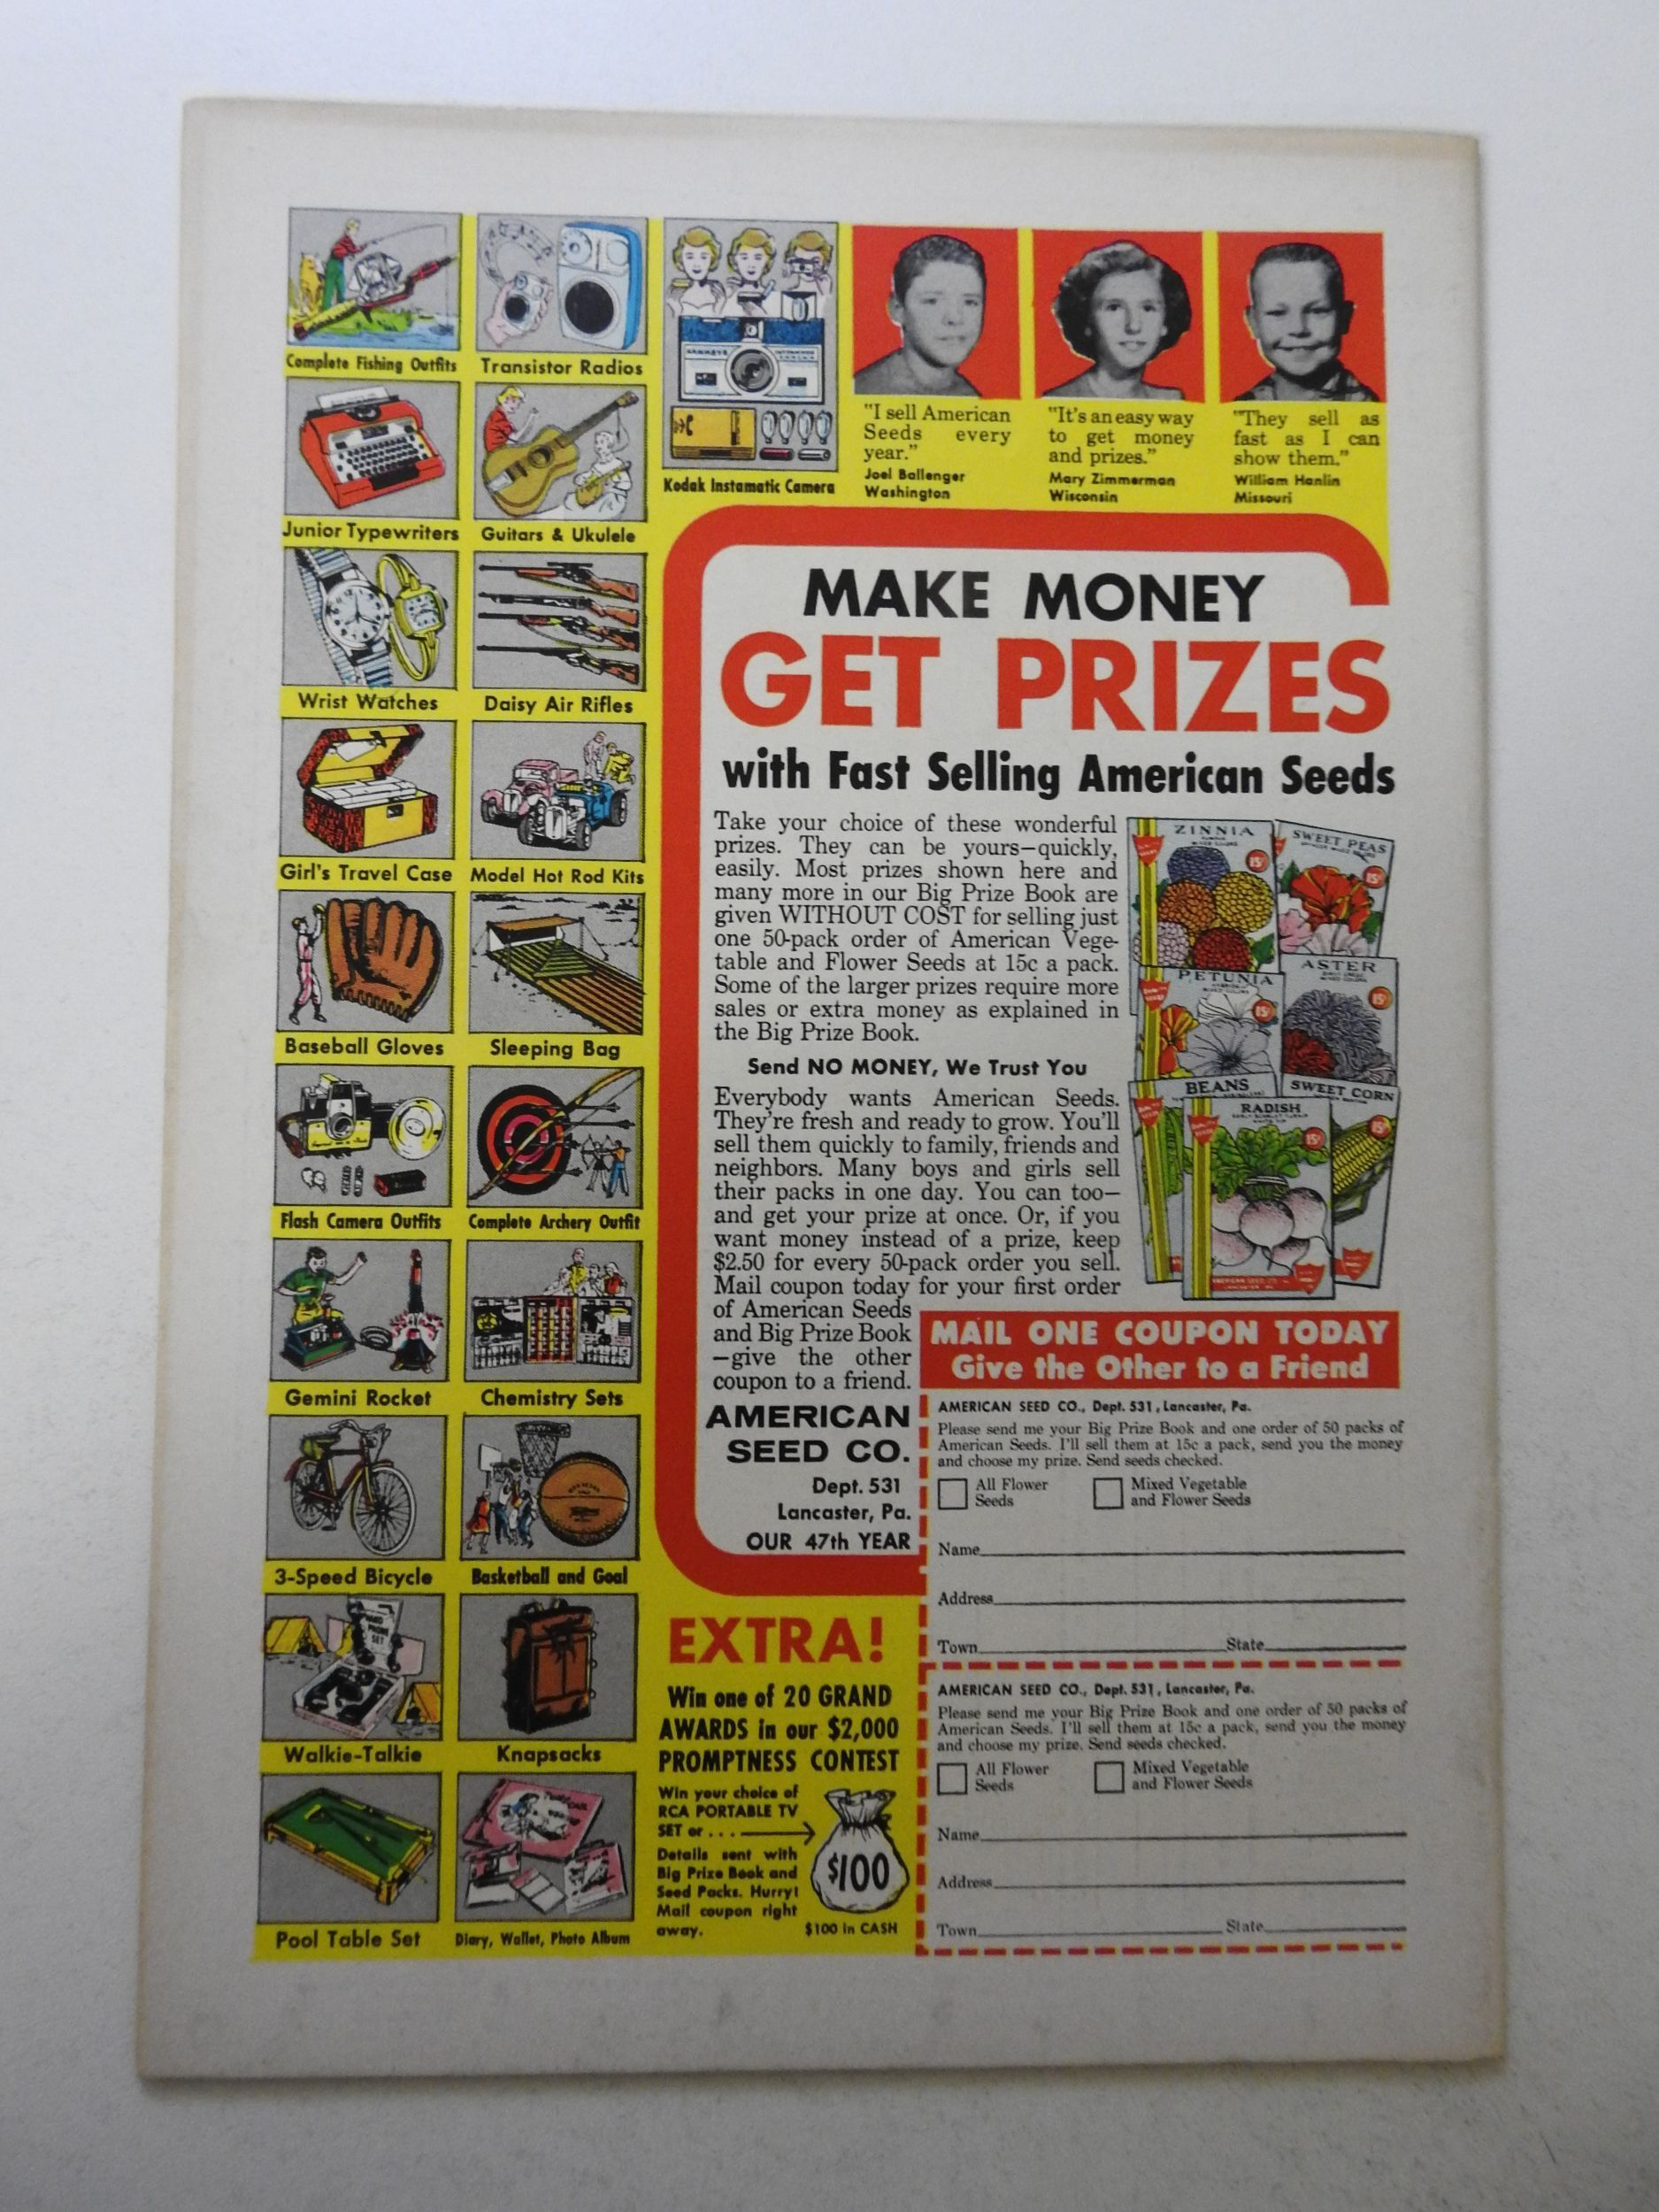 Complete Fishing Outfits
Transistor Radios
Junior Typewriters
Guitars & Ukulele
Wrist Watches
Daisy Air Rifles
Girl's Travel Case
Model Hot Rod Kits
Baseball Gloves
Sleeping Bag
Flash Camera Outfits
Complete Archery Outfit
Gemini Rocket
Chemistry Sets
3-Speed Bicycle
Basketball and Goal
Walkie-Talkie
Knapsacks
Pool Table Set
Diary, Wallet, Photo Album
Kodak Instamatic Camera
"I sell American
Seeds every
year."
Joel Ballenger
Washington
"It's an easy way
to get money
and prizes."
Mary Zimmerman
Wisconsin
"They sell as
fast as I can
show them."
William Hanlin
Missouri
MAKE MONEY
GET PRIZES
with Fast Selling American Seeds
Take your choice of these wonderful
prizes. They can be yours—quickly,
easily. Most prizes shown here and
many more in our Big Prize Book are
given WITHOUT COST for selling just
one 50-pack order of American Vege-
table and Flower Seeds at 15c a pack.
Some of the larger prizes require more
sales or extra money as explained in
the Big Prize Book.
Send NO MONEY, We Trust You
Everybody wants American Seeds.
They're fresh and ready to grow. You'll
sell them quickly to family, friends and
neighbors. Many boys and girls sell
their packs in one day. You can too—
and get your prize at once. Or, if you
want money instead of a prize, keep
$2.50 for every 50-pack order you sell.
Mail coupon today for your first order
of American Seeds
and Big Prize Book
—give the other
coupon to a friend.
AMERICAN
SEED CO.
Dept. 531
Lancaster, Pa.
OUR 47th YEAR
ZINNIA
15¢
SWEET PEAS
15¢
PETUNIA
15¢
ASTER
15¢
BEANS
SWEET CORN
15¢
RADISH
15¢
MAIL ONE COUPON TODAY
Give the Other to a Friend
AMERICAN SEED CO., Dept. 531, Lancaster, Pa.
Please send me your Big Prize Book and one order of 50 packs of
American Seeds. I'll sell them at 15c a pack, send you the money
and choose my prize. Send seeds checked.
All Flower
Seeds
Mixed Vegetable
and Flower Seeds
Name
Address
Town State
AMERICAN SEED CO., Dept. 531, Lancaster, Pa.
Please send me your Big Prize Book and one order of 50 packs of
American Seeds. I'll sell them at 15c a pack, send you the money
and choose my prize. Send seeds checked.
All Flower
Seeds
Mixed Vegetable
and Flower Seeds
Name
Address
Town State
EXTRA!
Win one of 20 GRAND
AWARDS in our $2,000
PROMPTNESS CONTEST
Win your choice of
RCA PORTABLE TV
SET or ...
Details sent with
Big Prize Book and
Seed Packs. Hurry!
Mail coupon right
away.
$100
$100 in CASH